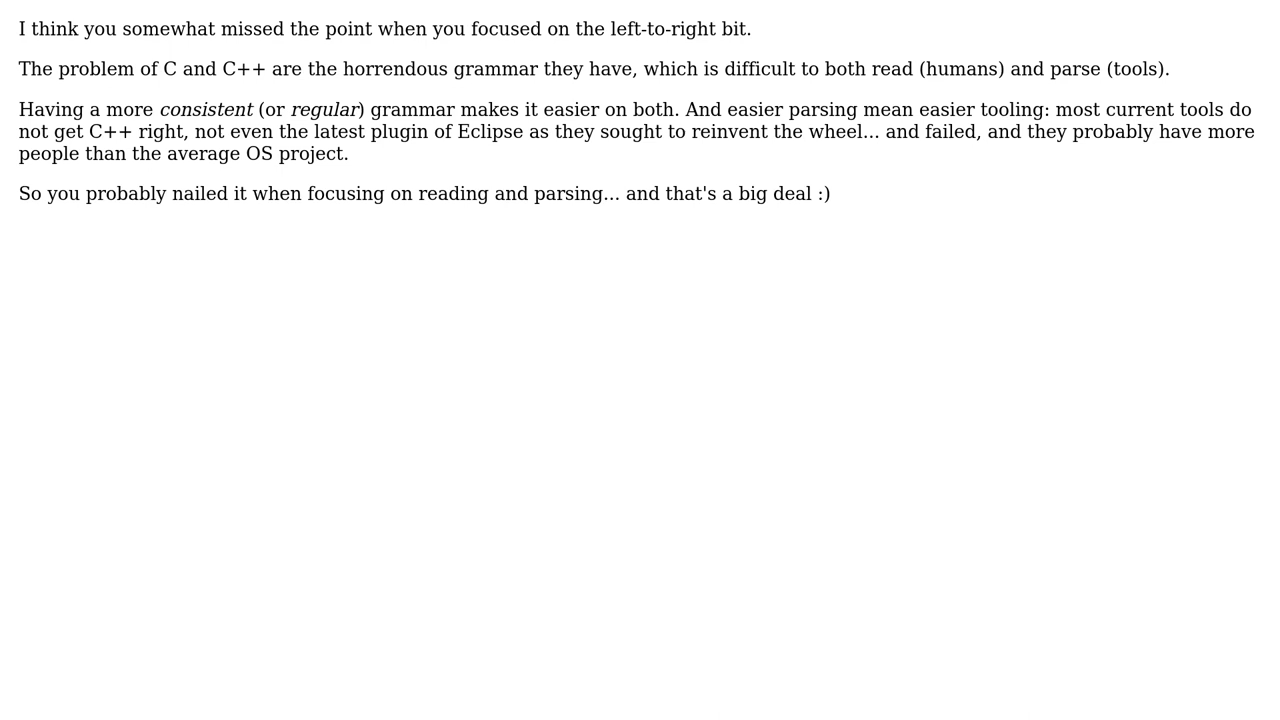 I think you somewhat missed the point when you focused on the left-to-right bit.
The problem of C and C++ are the horrendous grammar they have, which is difficult to both read (humans) and parse (tools).
Having a more consistent (or regular) grammar makes it easier on both. And easier parsing mean easier tooling: most current tools do
not get C++ right, not even the latest plugin of Eclipse as they sought to reinvent the wheel... and failed, and they probably have more
people than the average OS project.
So you probably nailed it when focusing on reading and parsing... and that's a big deal :)